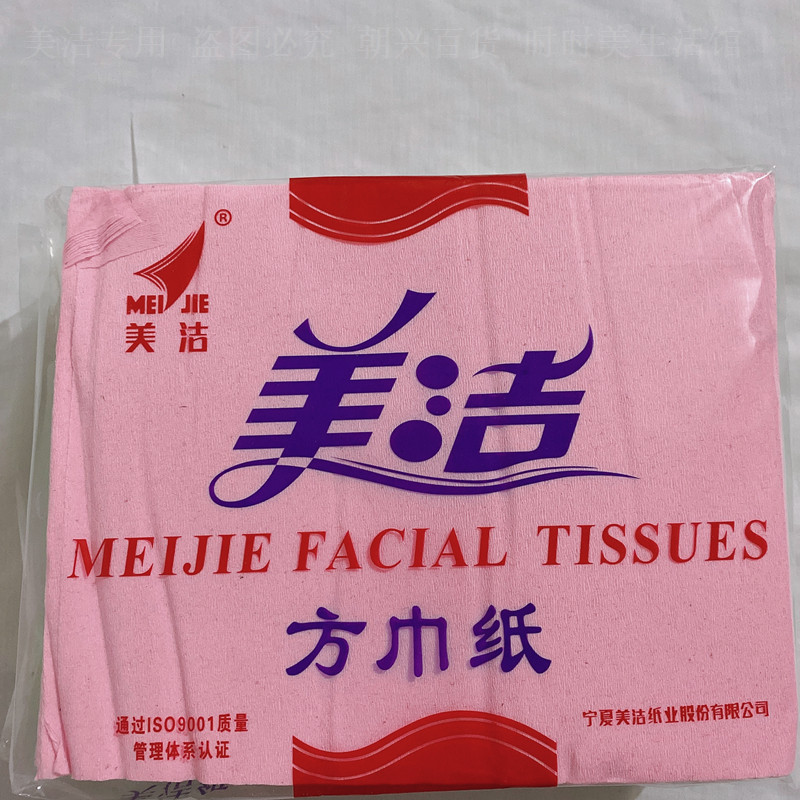 美洁专用 盗图必究 朝兴百货 时时美生活馆
®
MEI JIE
美洁
美洁
MEIJIE FACIAL TISSUES
方巾纸
通过ISO9001质量
管理体系认证
宁夏美洁纸业股份有限公司